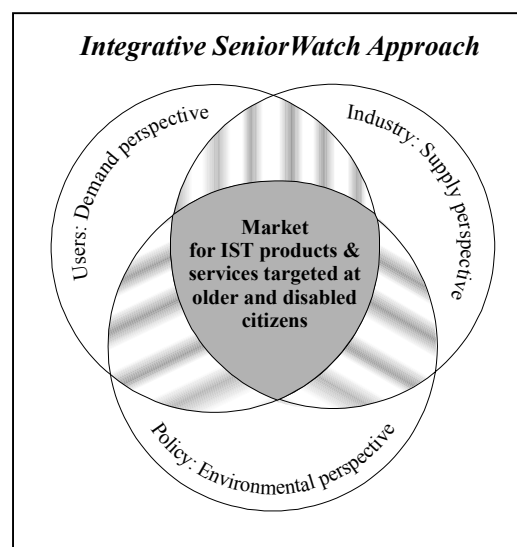 Integrative SeniorWatch Approach
Users: Demand perspective
Industry: Supply perspective
Market
for IST products &
services targeted at
older and disabled
citizens
Policy: Environmental perspective